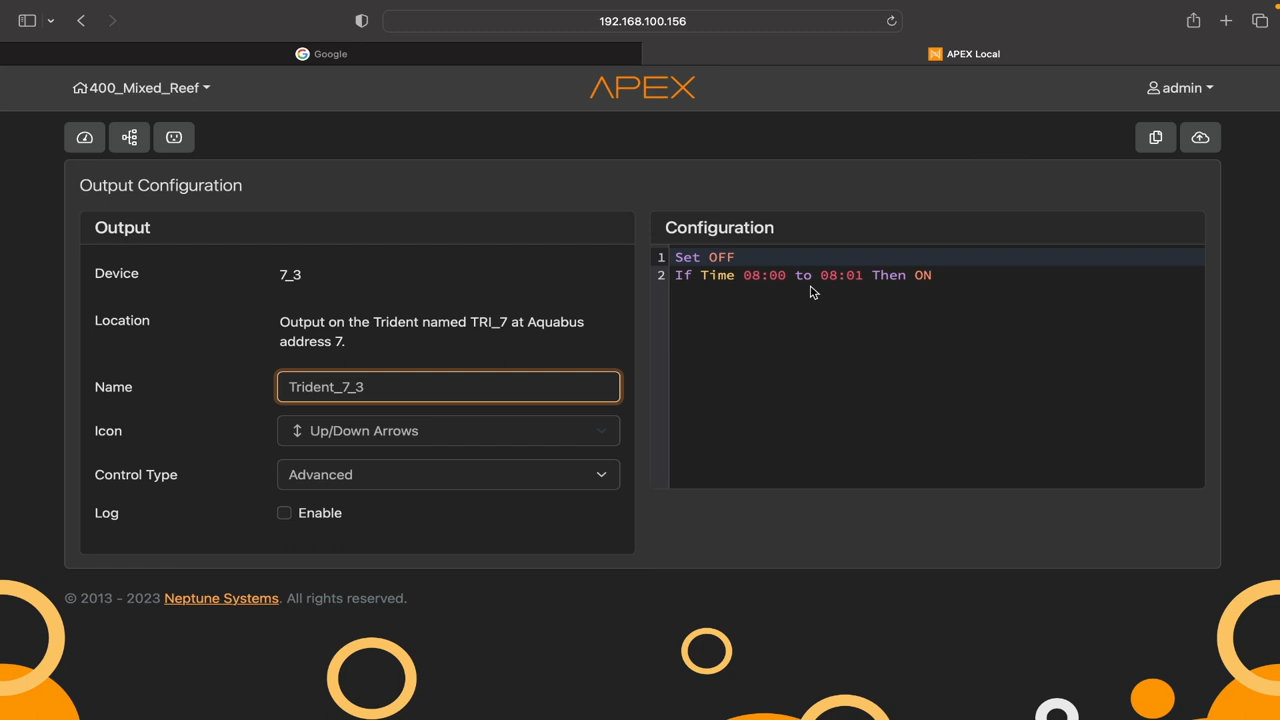 192.168.100.156
Google
APEX Local
400_Mixed_Reef
APEX
admin
Output Configuration
Output
Device
7_3
Location
Output on the Trident named TRI_7 at Aquabus
address 7.
Name
Trident_7_3
Icon
Up/Down Arrows
Control Type
Advanced
Log
Enable
Configuration
1 Set OFF
2 If Time 08:00 to 08:01 Then ON
© 2013 - 2023 Neptune Systems. All rights reserved.